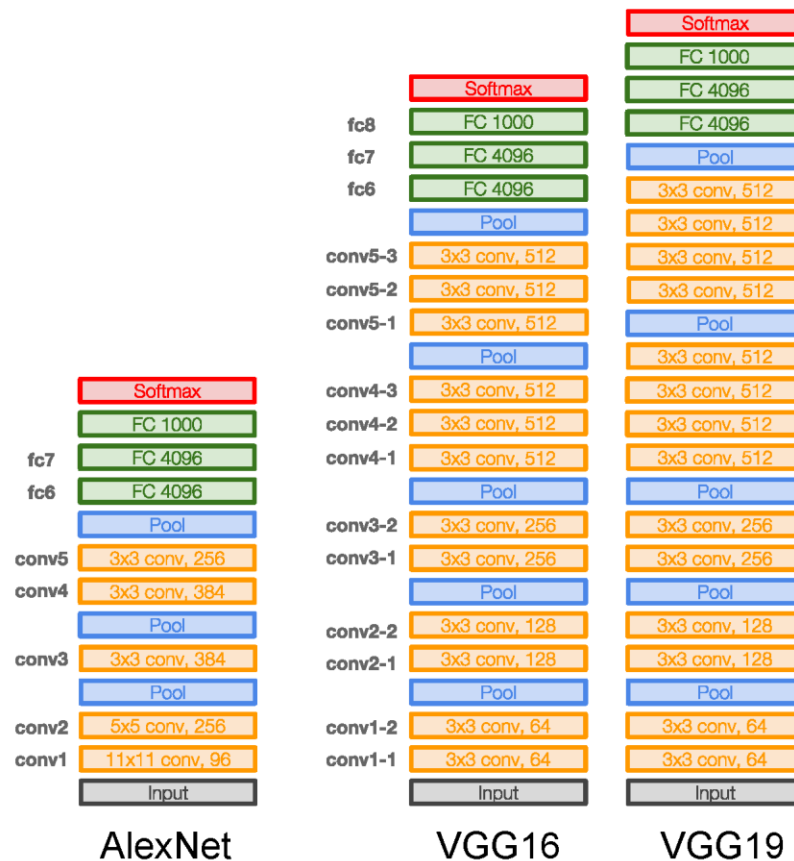 Softmax
FC 1000
fc7 FC 4096
fc6 FC 4096
Pool
conv5 3x3 conv, 256
conv4 3x3 conv, 384
Pool
conv3 3x3 conv, 384
Pool
conv2 5x5 conv, 256
conv1 11x11 conv, 96
Input
AlexNet
Softmax
fc8 FC 1000
fc7 FC 4096
fc6 FC 4096
Pool
conv5-3 3x3 conv, 512
conv5-2 3x3 conv, 512
conv5-1 3x3 conv, 512
Pool
conv4-3 3x3 conv, 512
conv4-2 3x3 conv, 512
conv4-1 3x3 conv, 512
Pool
conv3-2 3x3 conv, 256
conv3-1 3x3 conv, 256
Pool
conv2-2 3x3 conv, 128
conv2-1 3x3 conv, 128
Pool
conv1-2 3x3 conv, 64
conv1-1 3x3 conv, 64
Input
VGG16
Softmax
FC 1000
FC 4096
FC 4096
Pool
3x3 conv, 512
3x3 conv, 512
3x3 conv, 512
3x3 conv, 512
Pool
3x3 conv, 512
3x3 conv, 512
3x3 conv, 512
3x3 conv, 512
Pool
3x3 conv, 256
3x3 conv, 256
Pool
3x3 conv, 128
3x3 conv, 128
Pool
3x3 conv, 64
3x3 conv, 64
Input
VGG19